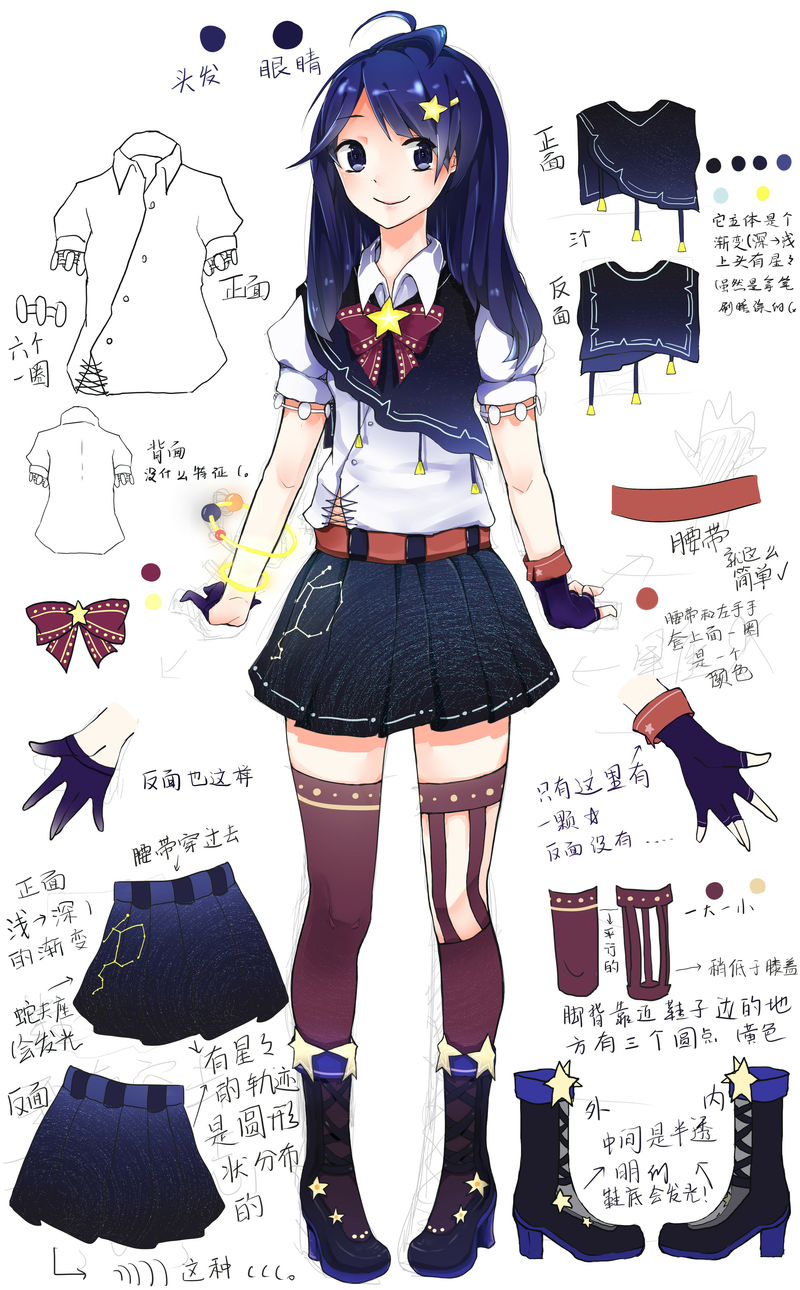 头发
眼睛
正面
六个
一圈
背面
没什么特征
正面
反面
它立体是个
渐变(深→浅
上头有星々
(虽然是拿笔
腰带
就这么
简单✓
腰带和左手手
套上面一圈
是一个
颜色
反面也这样
只有这里有
一颗☆
反面没有 ....
腰带穿过去
正面
浅→深)
的渐变
蛇夫座
会发光
反面
有星々
的轨迹
是圆形
状分布
的
这种
一大一小
平行的
稍低于膝盖
脚背靠近鞋子边的地
方有三个圆点 黄色
外
内
中间是半透
明的
鞋底会发光!